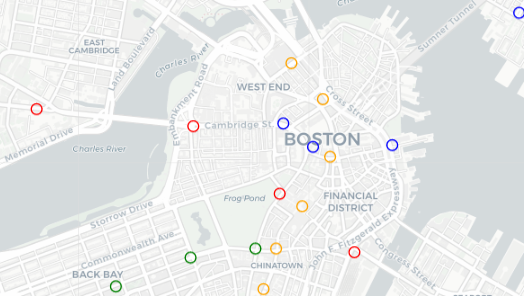 Sumner Tunnel
EAST
CAMBRIDGE
Land Boulevard
Charles River
WEST END
Embankment Road
Cross Street
Cambridge St
Memorial Drive
Charles River
BOSTON
Frog Pond
FINANCIAL
DISTRICT
Storrow Drive
John F. Fitzgerald Expressway
Commonwealth Ave
CHINATOWN
Congress Street
BACK BAY